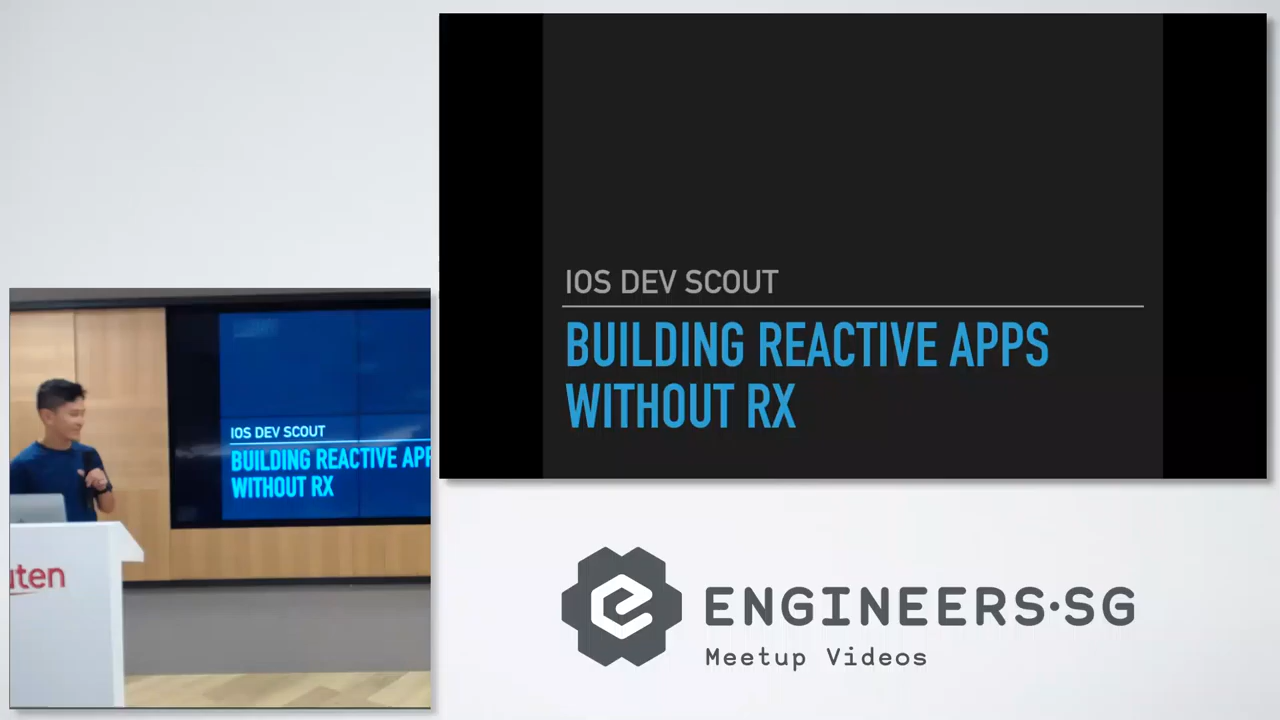 IOS DEV SCOUT
BUILDING REACTIVE APPS
WITHOUT RX
IOS DEV SCOUT
BUILDING REACTIVE APP
WITHOUT RX
uten
ENGINEERS·SG
Meetup Videos